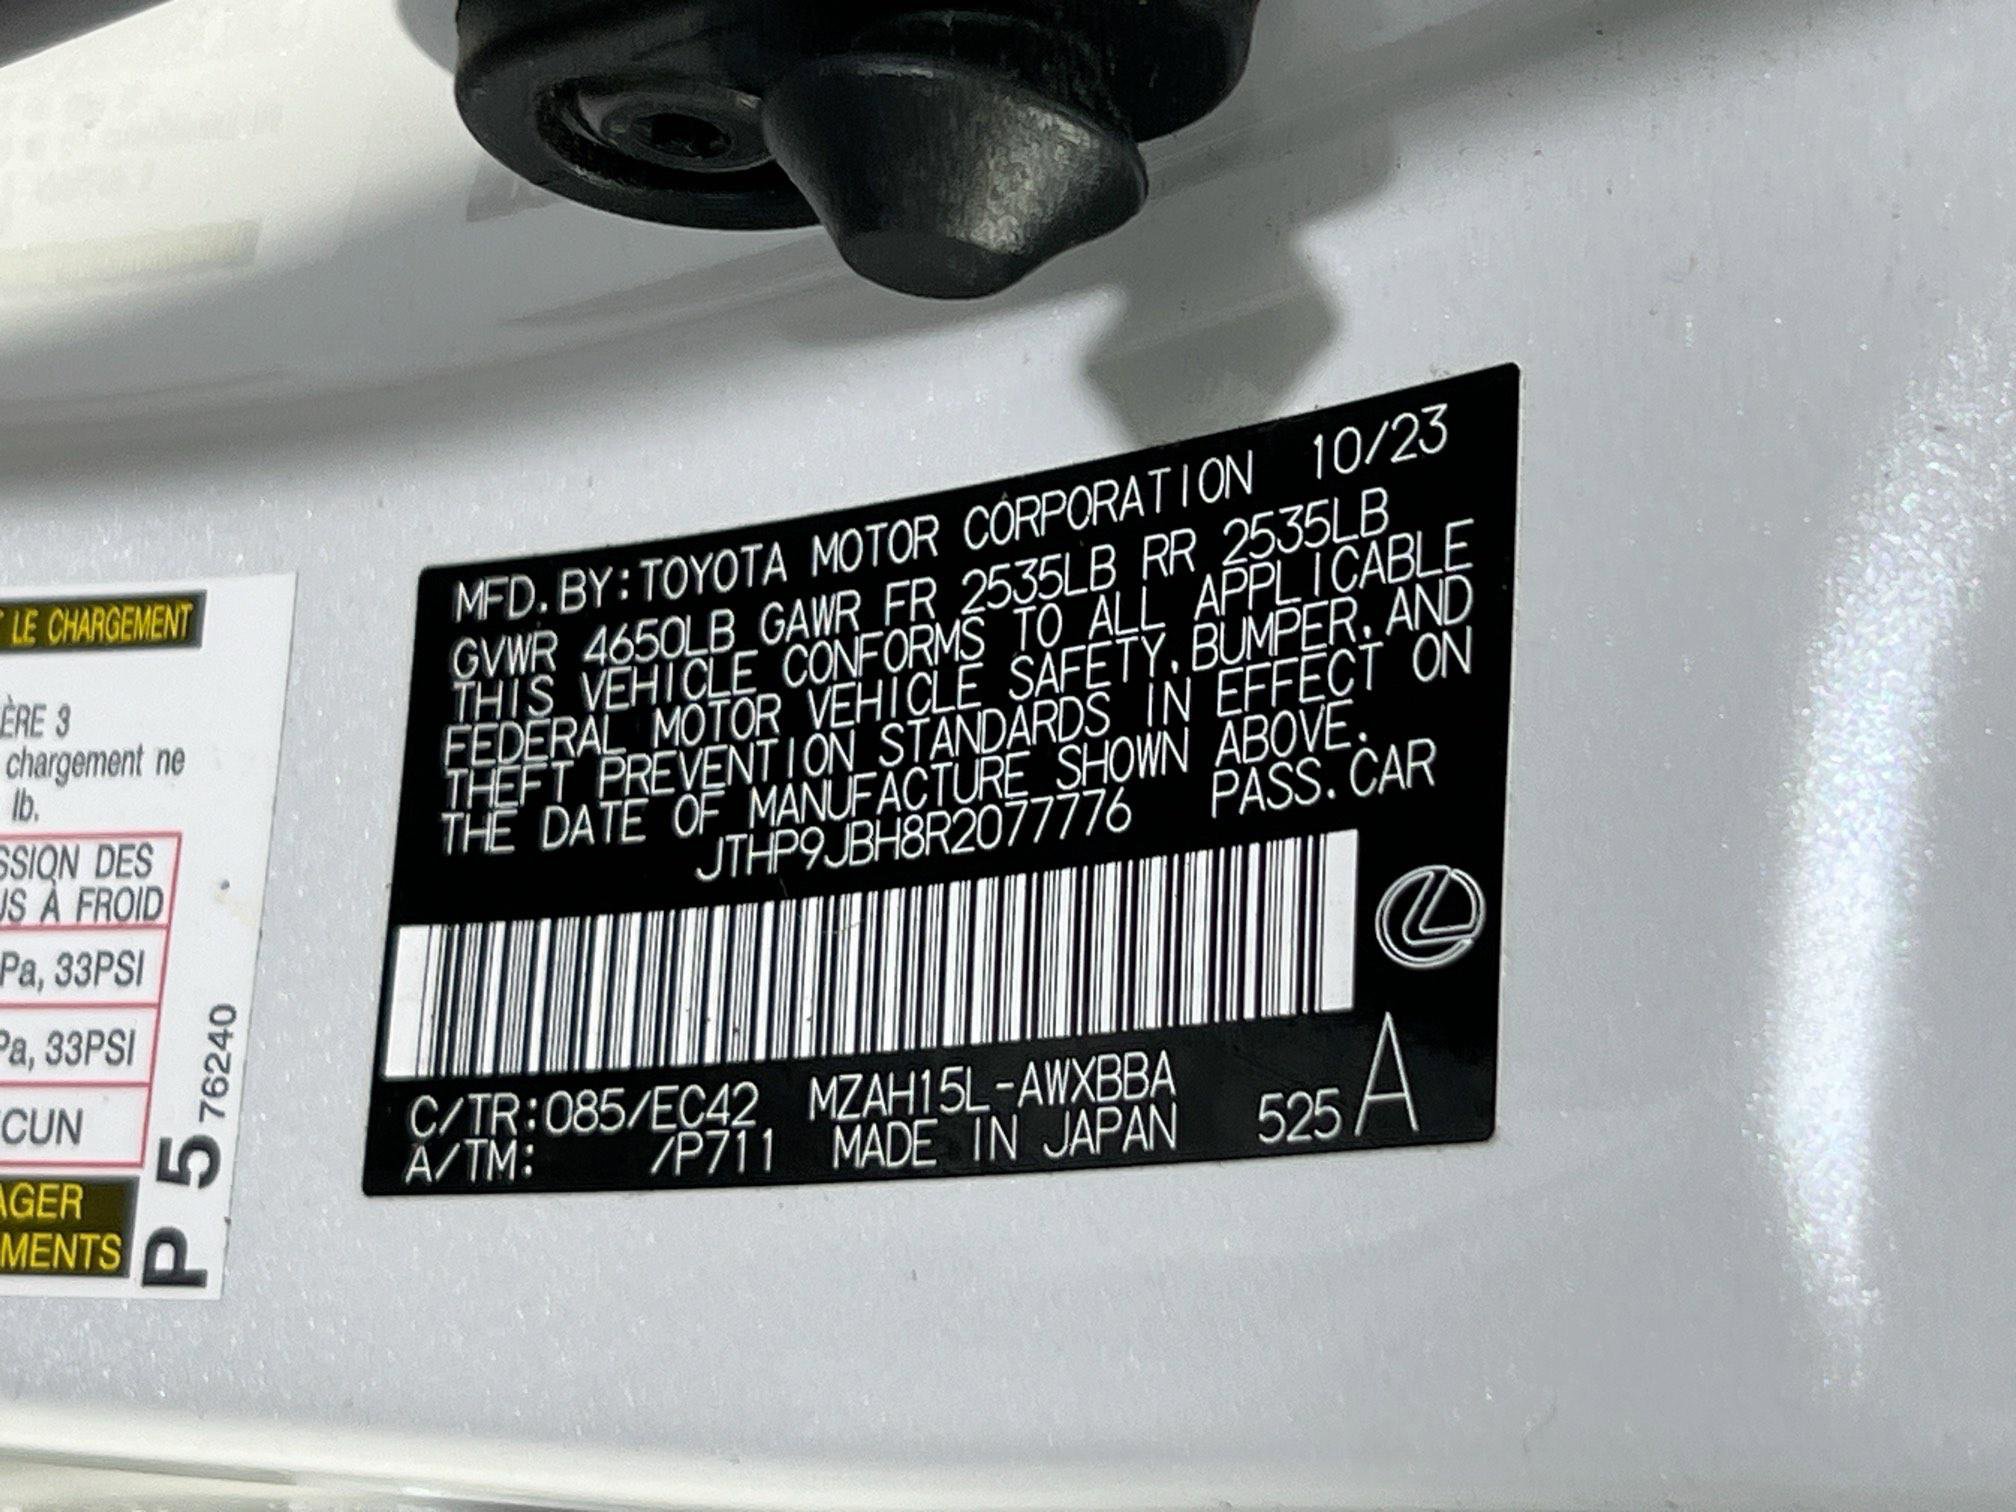 LE CHARGEMENT
ÈRE 3
chargement ne
lb.
SSION DES
US À FROID
Pa, 33PSI
Pa, 33PSI
CUN
AGER
MENTS
P 5 76240
MFD. BY: TOYOTA MOTOR CORPORATION 10/23
GVWR 4650LB GAWR FR 2535LB RR 2535LB
THIS VEHICLE CONFORMS TO ALL APPLICABLE
FEDERAL MOTOR VEHICLE SAFETY, BUMPER, AND
THEFT PREVENTION STANDARDS IN EFFECT ON
THE DATE OF MANUFACTURE SHOWN ABOVE.
JTHP9JBH8R2077776 PASS. CAR
C/TR:085/EC42 MZAH15L-AWXBBA
A/TM: /P711 MADE IN JAPAN 525 A